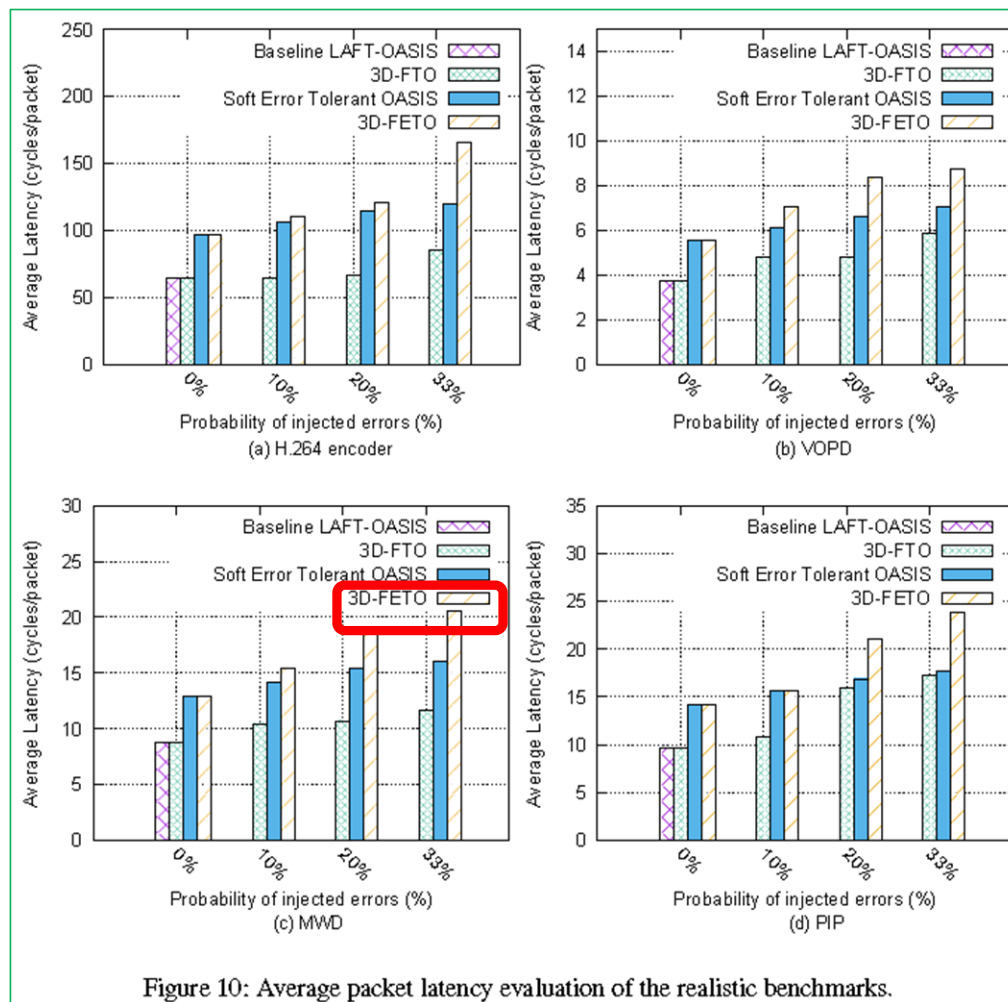 250
200
150
100
50
0
Average Latency (cycles/packet)
Baseline LAFT-OASIS
3D-FTO
Soft Error Tolerant OASIS
3D-FETO
0%
10%
20%
33%
Probability of injected errors (%)
(a) H.264 encoder
14
12
10
8
6
4
2
0
Average Latency (cycles/packet)
Baseline LAFT-OASIS
3D-FTO
Soft Error Tolerant OASIS
3D-FETO
0%
10%
20%
33%
Probability of injected errors (%)
(b) VOPD
30
25
20
15
10
5
0
Average Latency (cycles/packet)
Baseline LAFT-OASIS
3D-FTO
Soft Error Tolerant OASIS
3D-FETO
0%
10%
20%
33%
Probability of injected errors (%)
(c) MWD
35
30
25
20
15
10
5
0
Average Latency (cycles/packet)
Baseline LAFT-OASIS
3D-FTO
Soft Error Tolerant OASIS
3D-FETO
0%
10%
20%
33%
Probability of injected errors (%)
(d) PIP
Figure 10: Average packet latency evaluation of the realistic benchmarks.